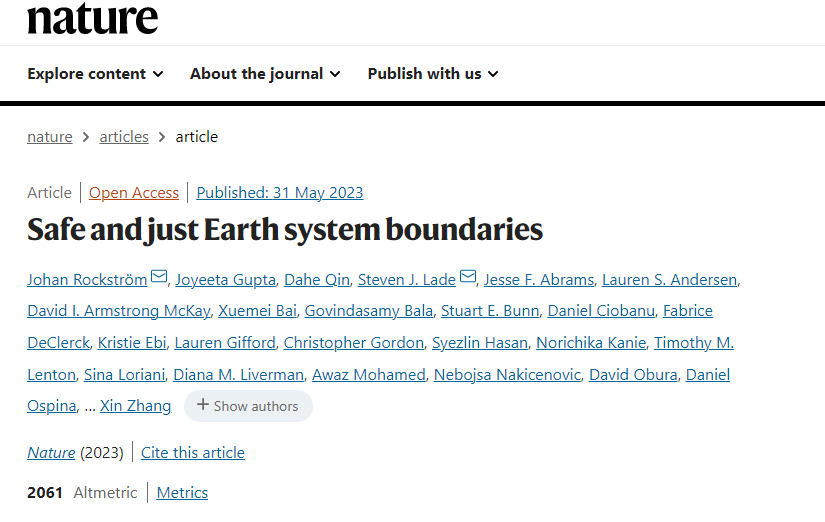 nature
Explore content About the journal Publish with us
nature > articles > article
Article | Open Access | Published: 31 May 2023
Safe and just Earth system boundaries
Johan Rockström, Joyeeta Gupta, Dahe Qin, Steven J. Lade, Jesse F. Abrams, Lauren S. Andersen,
David I. Armstrong McKay, Xuemei Bai, Govindasamy Bala, Stuart E. Bunn, Daniel Ciobanu, Fabrice
DeClerck, Kristie Ebi, Lauren Gifford, Christopher Gordon, Syezlin Hasan, Norichika Kanie, Timothy M.
Lenton, Sina Loriani, Diana M. Liverman, Awaz Mohamed, Nebojsa Nakicenovic, David Obura, Daniel
Ospina, ... Xin Zhang + Show authors
Nature (2023) | Cite this article
2061 Altmetric | Metrics